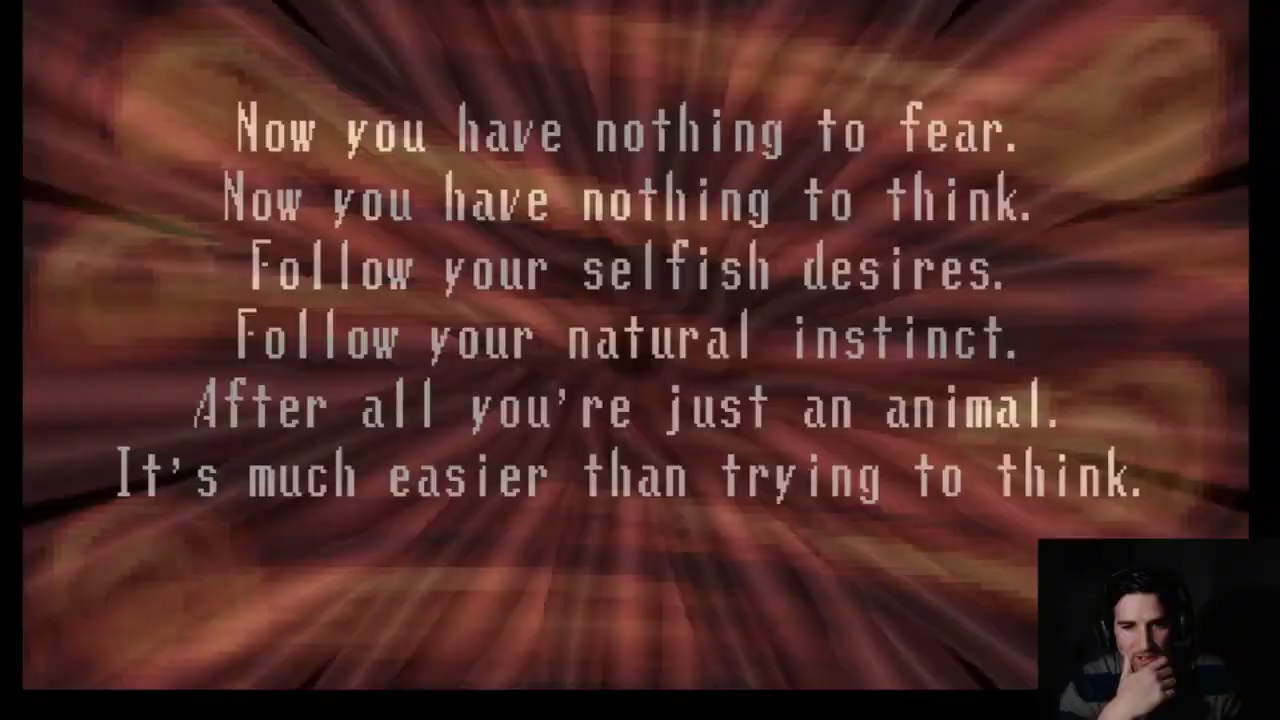 Now you have nothing to fear.
Now you have nothing to think.
Follow your selfish desires.
Follow your natural instinct.
After all you're just an animal.
It's much easier than trying to think.